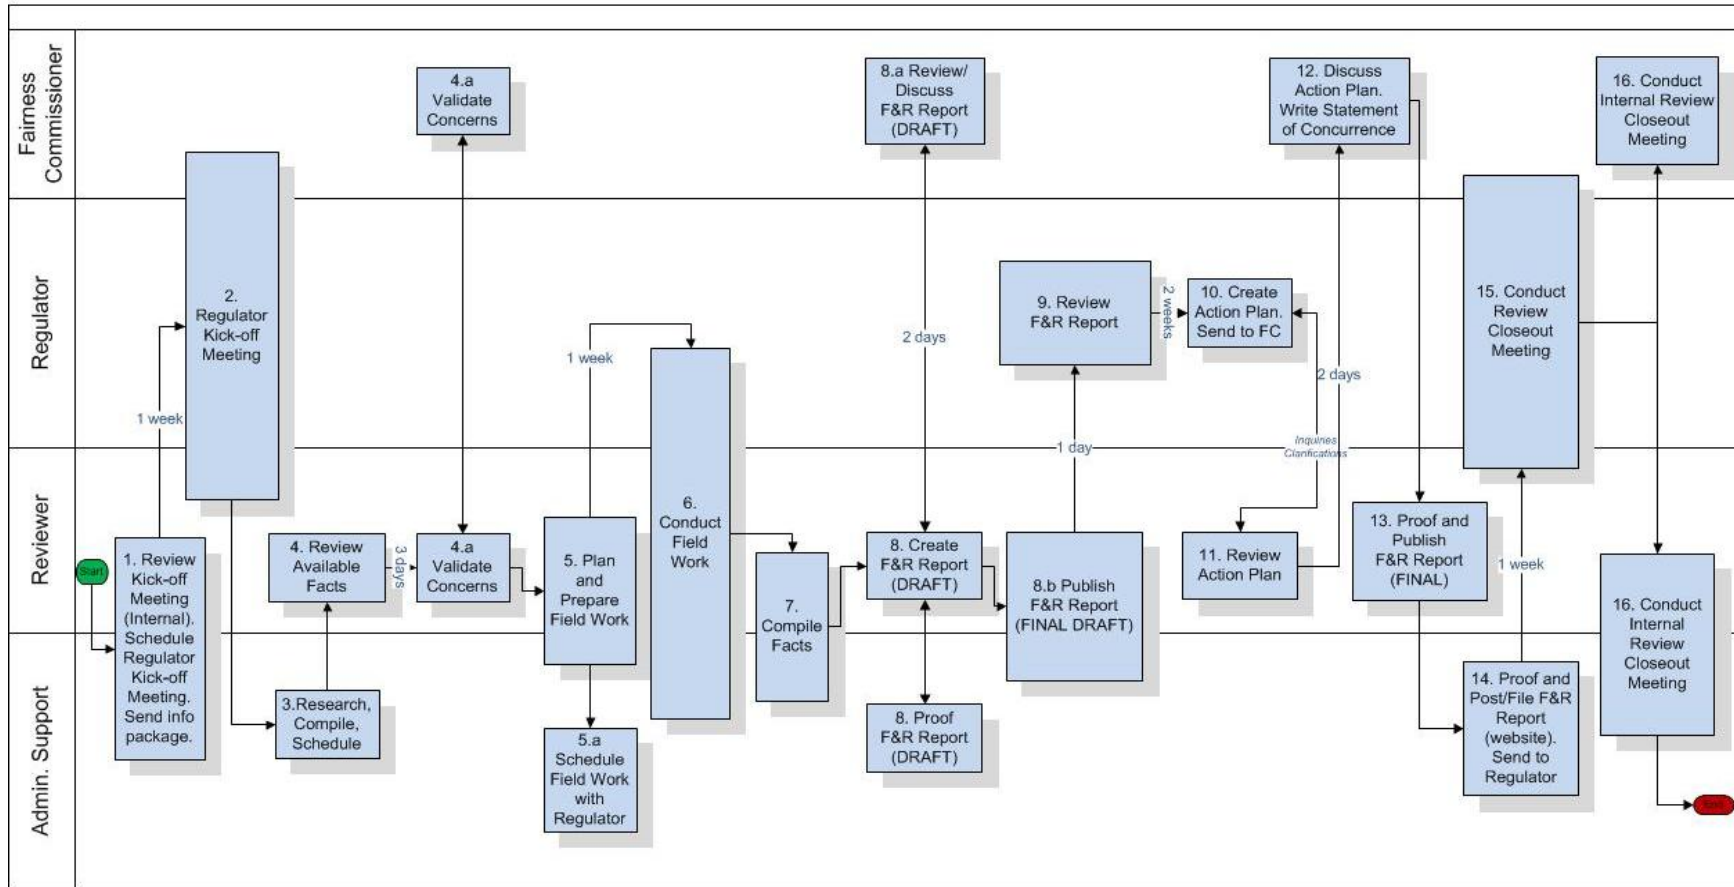 Fairness
Commissioner
Regulator
Reviewer
Admin. Support
Start
1. Review
Kick-off
Meeting
(Internal).
Schedule
Regulator
Kick-off
Meeting.
Send info
package.
1 week
2.
Regulator
Kick-off
Meeting
3.Research,
Compile,
Schedule
4. Review
Available
Facts
3 days
4.a
Validate
Concerns
4.a
Validate
Concerns
5. Plan
and
Prepare
Field Work
5.a
Schedule
Field Work
with
Regulator
1 week
6.
Conduct
Field
Work
7.
Compile
Facts
8.a Review/
Discuss
F&R Report
(DRAFT)
2 days
8. Create
F&R Report
(DRAFT)
8. Proof
F&R Report
(DRAFT)
8.b Publish
F&R Report
(FINAL DRAFT)
1 day
9. Review
F&R Report
2 weeks
10. Create
Action Plan.
Send to FC
Inquiries
Clarifications
11. Review
Action Plan
2 days
12. Discuss
Action Plan.
Write Statement
of Concurrence
13. Proof and
Publish
F&R Report
(FINAL)
14. Proof and
Post/File F&R
Report
(website).
Send to
Regulator
1 week
15. Conduct
Review
Closeout
Meeting
16. Conduct
Internal Review
Closeout
Meeting
16. Conduct
Internal
Review
Closeout
Meeting
End